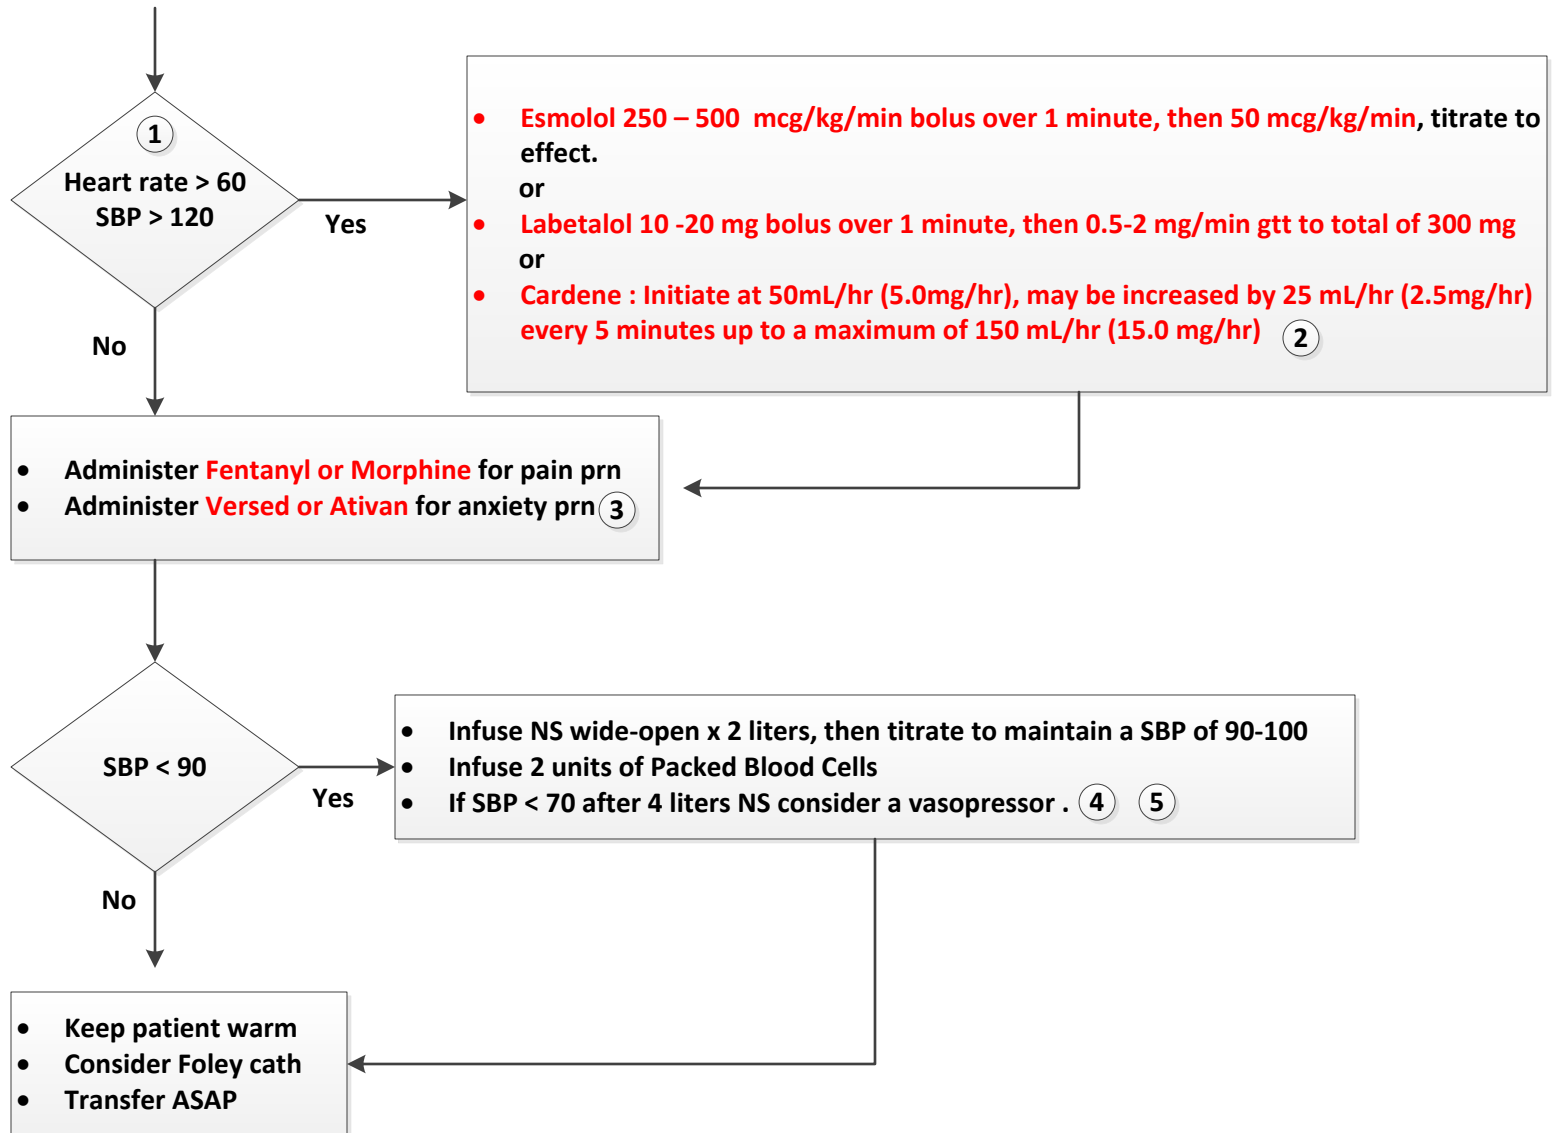 1
Heart rate > 60
SBP > 120
Yes
No
• Esmolol 250 – 500 mcg/kg/min bolus over 1 minute, then 50 mcg/kg/min, titrate to
effect.
or
• Labetalol 10 -20 mg bolus over 1 minute, then 0.5-2 mg/min gtt to total of 300 mg
or
• Cardene : Initiate at 50mL/hr (5.0mg/hr), may be increased by 25 mL/hr (2.5mg/hr)
every 5 minutes up to a maximum of 150 mL/hr (15.0 mg/hr) 2
• Administer Fentanyl or Morphine for pain prn
• Administer Versed or Ativan for anxiety prn 3
SBP < 90
Yes
No
• Infuse NS wide-open x 2 liters, then titrate to maintain a SBP of 90-100
• Infuse 2 units of Packed Blood Cells
• If SBP < 70 after 4 liters NS consider a vasopressor . 4 5
• Keep patient warm
• Consider Foley cath
• Transfer ASAP